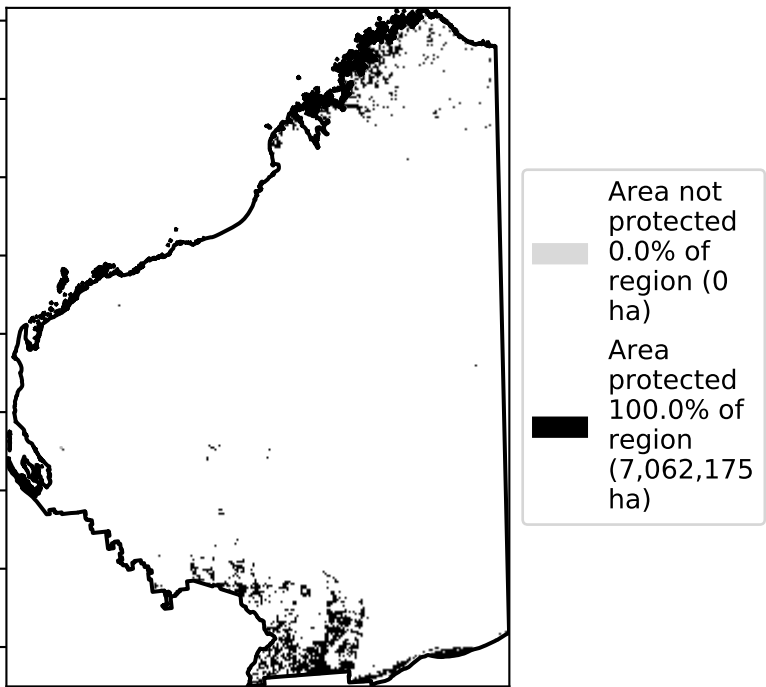 Area not
protected
0.0% of
region (0
ha)
Area
protected
100.0% of
region
(7,062,175
ha)